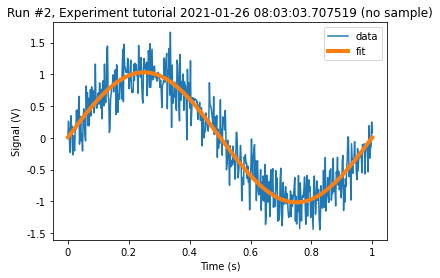 Run #2, Experiment tutorial 2021-01-26 08:03:03.707519 (no sample)
data
fit
1.5
1.0
0.5
0
-0.5
-1
-1.5
Signal (V)
0 0.2 0.4 0.6 0.8 1
Time (s)